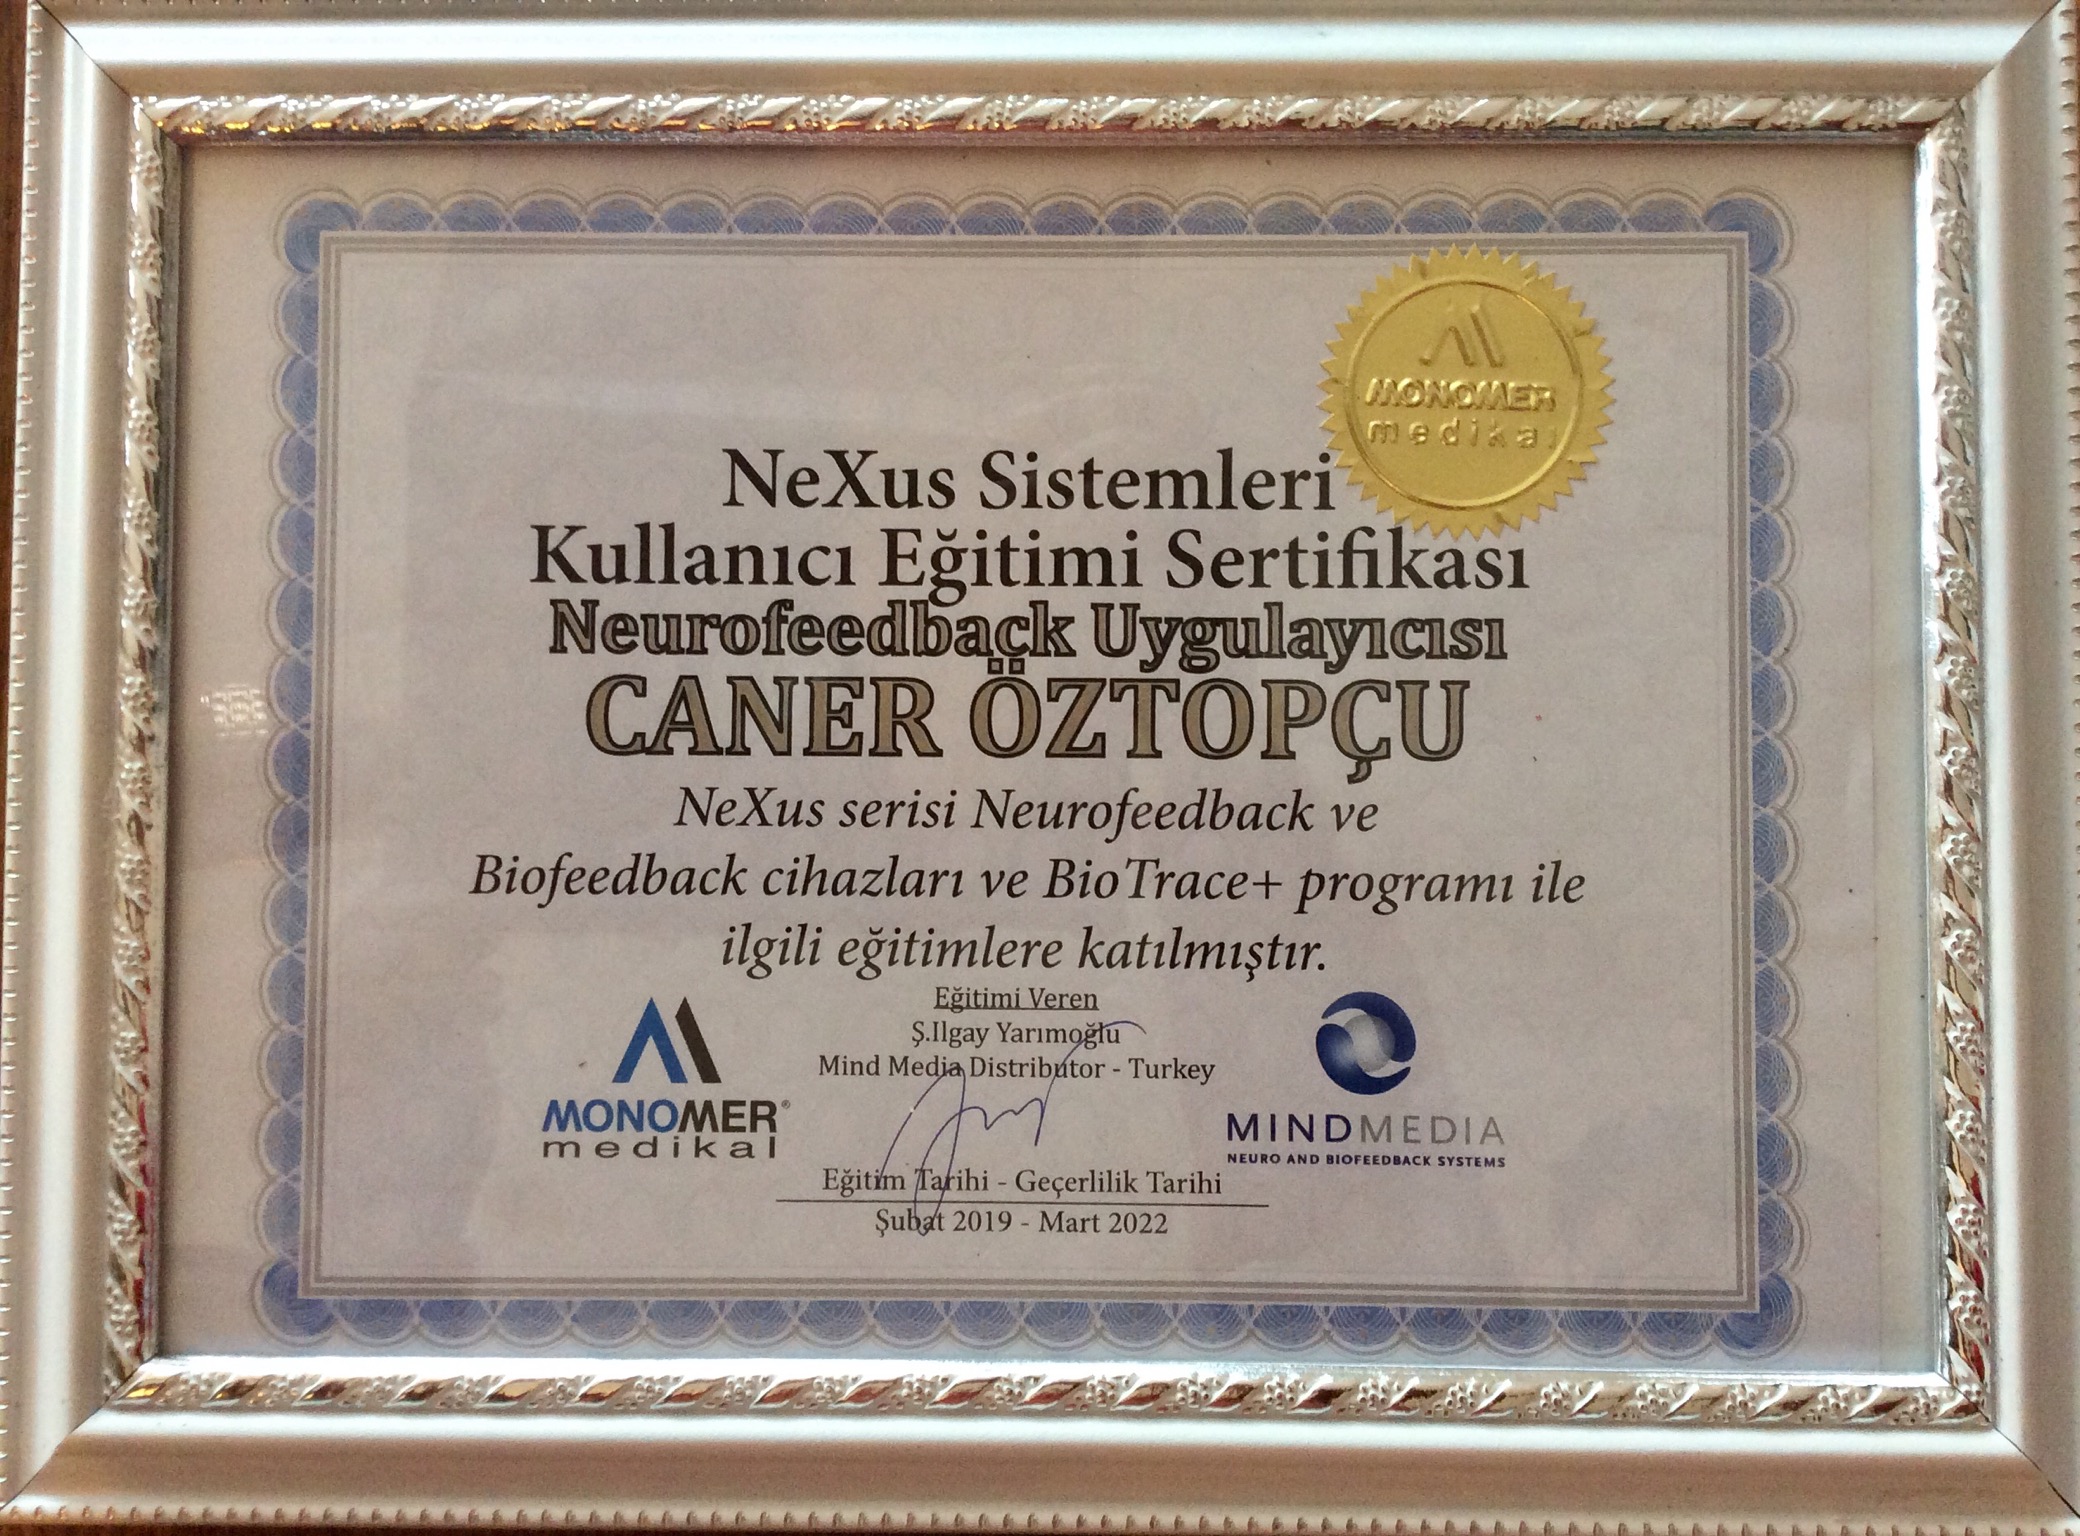 MONOMER
medikal
NeXus Sistemleri
Kullanıcı Eğitimi Sertifikası
Neurofeedback Uygulayıcısı
CANER ÖZTOPÇU
NeXus serisi Neurofeedback ve
Biofeedback cihazları ve BioTrace+ programı ile
ilgili eğitimlere katılmıştır.
Eğitimi Veren
Ş.Ilgay Yarımoğlu
Mind Media Distributor - Turkey
MONOMER®
medikal
MINDMEDIA
NEURO AND BIOFEEDBACK SYSTEMS
Eğitim Tarihi - Geçerlilik Tarihi
Şubat 2019 - Mart 2022